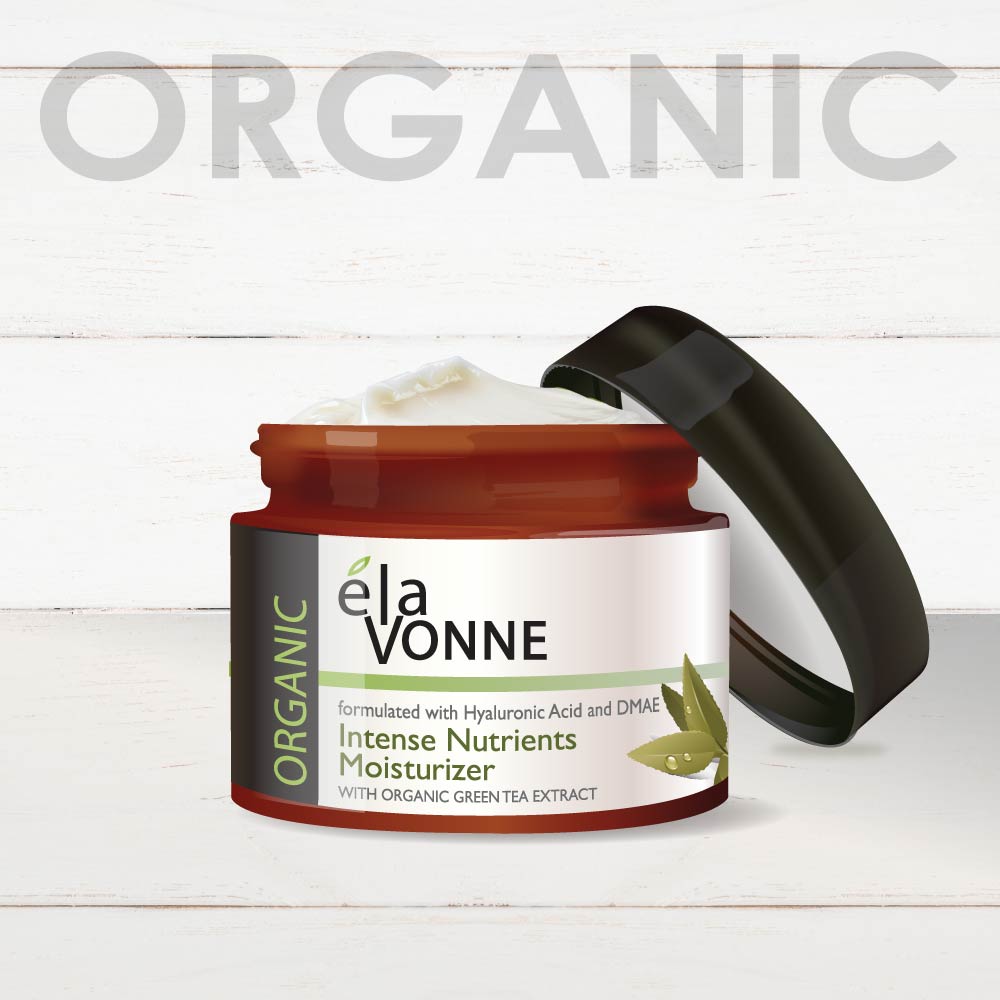 ORGANIC
ORGANIC
éla
VONNE
formulated with Hyaluronic Acid and DMAE
Intense Nutrients
Moisturizer
WITH ORGANIC GREEN TEA EXTRACT